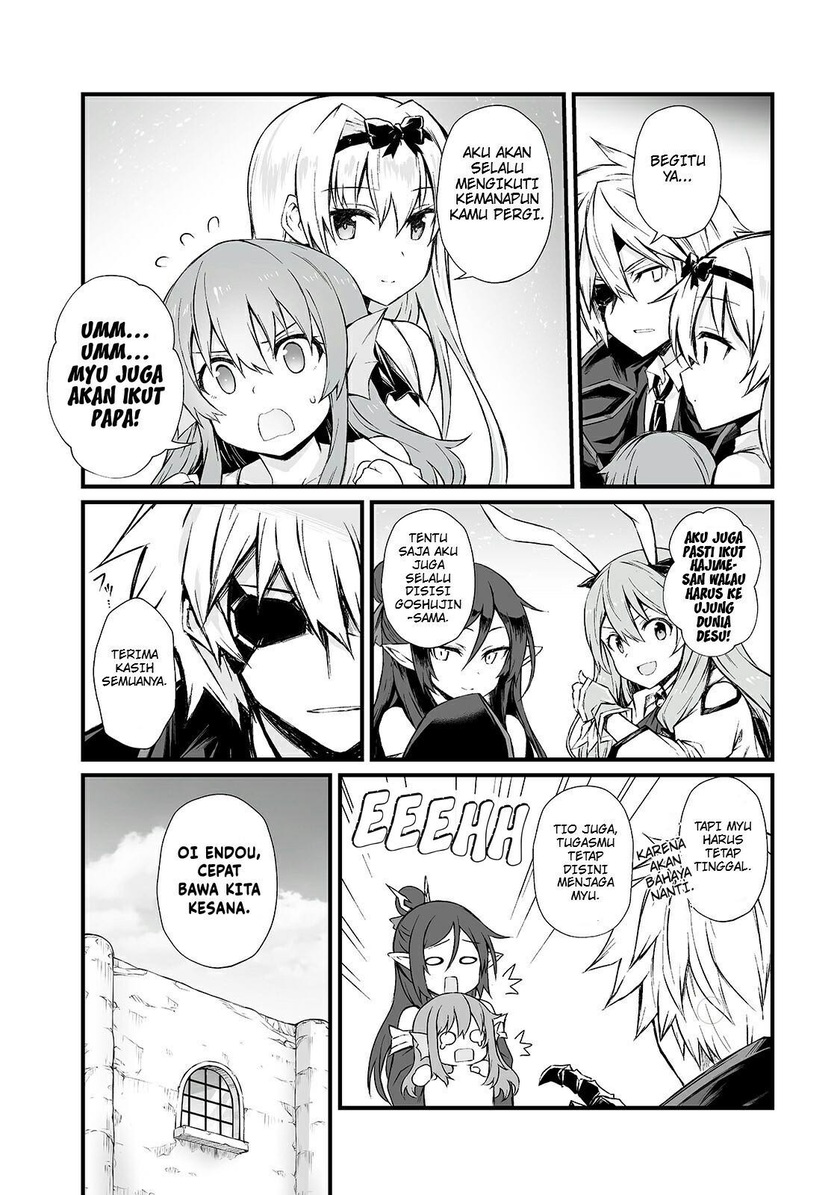 BEGITU
YA...
AKU AKAN
SELALU
MENGIKUTI
KEMANAPUN
KAMU PERGI.
UMM...
UMM...
MYU JUGA
AKAN IKUT
PAPA!
AKU JUGA
PASTI IKUT
HAJIME-
SAN WALAU
HARUS KE
UJUNG
DUNIA
DESU!
TENTU
SAJA AKU
JUGA
SELALU
DISISI
GOSHUJIN
-SAMA.
TERIMA
KASIH
SEMUANYA.
TAPI MYU
HARUS
TETAP
TINGGAL.
KARENA
AKAN
BAHAYA
NANTI.
TIO JUGA,
TUGASMU
TETAP
DISINI
MENJAGA
MYU.
EEEHH
OI ENDOU,
CEPAT
BAWA KITA
KESANA.